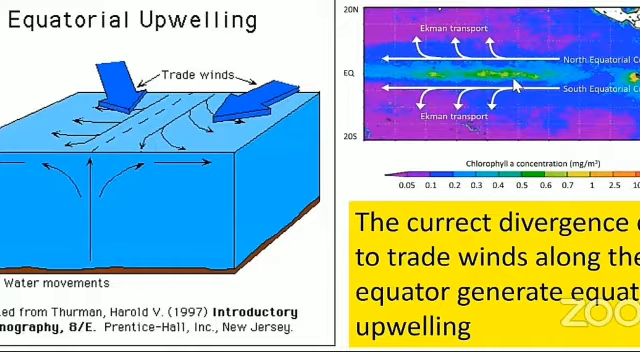 Equatorial Upwelling
Trade winds
Water movements
ed from Thurman, Harold V. (1997) Introductory
nography, 8/E. Prentice-Hall, Inc., New Jersey.
20N
Ekman transport
North Equatorial C
EQ
South Equatorial Cu
Ekman transport
20S
Chlorophyll a concentration (mg/m³)
0.05 0.1 0.2 0.3 0.4 0.5 0.6 0.7 1 2.5 10
The currect divergence
to trade winds along the
equator generate equat
upwelling
ZOO